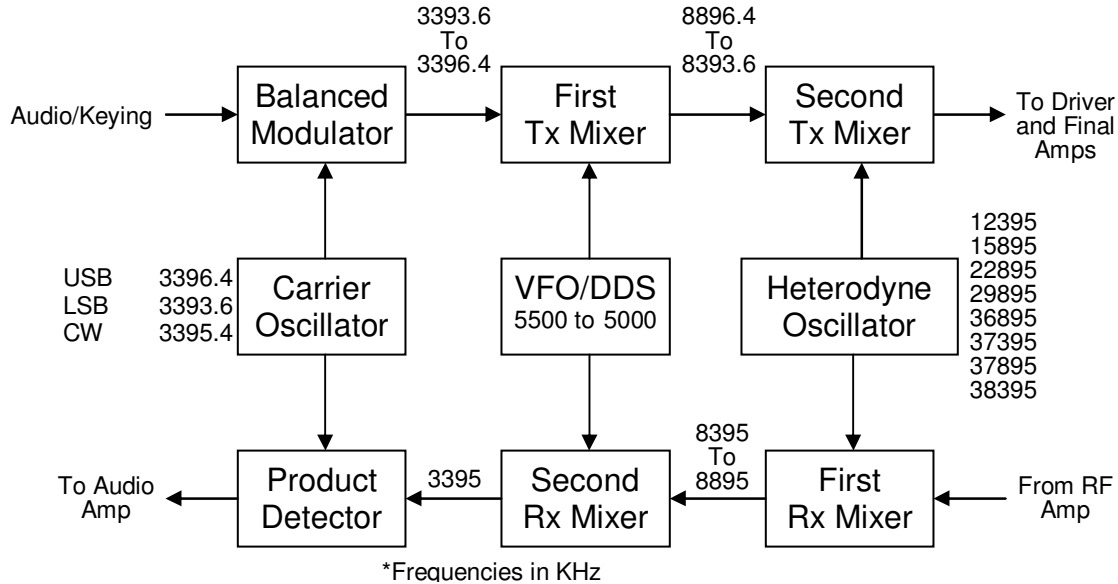 3393.6
To
3396.4
8896.4
To
8393.6
Audio/Keying
Balanced
Modulator
First
Tx Mixer
Second
Tx Mixer
To Driver
and Final
Amps
USB 3396.4
LSB 3393.6
CW 3395.4
Carrier
Oscillator
VFO/DDS
5500 to 5000
Heterodyne
Oscillator
12395
15895
22895
29895
36895
37395
37895
38395
To Audio
Amp
Product
Detector
3395
Second
Rx Mixer
8395
To
8895
First
Rx Mixer
From RF
Amp
*Frequencies in KHz